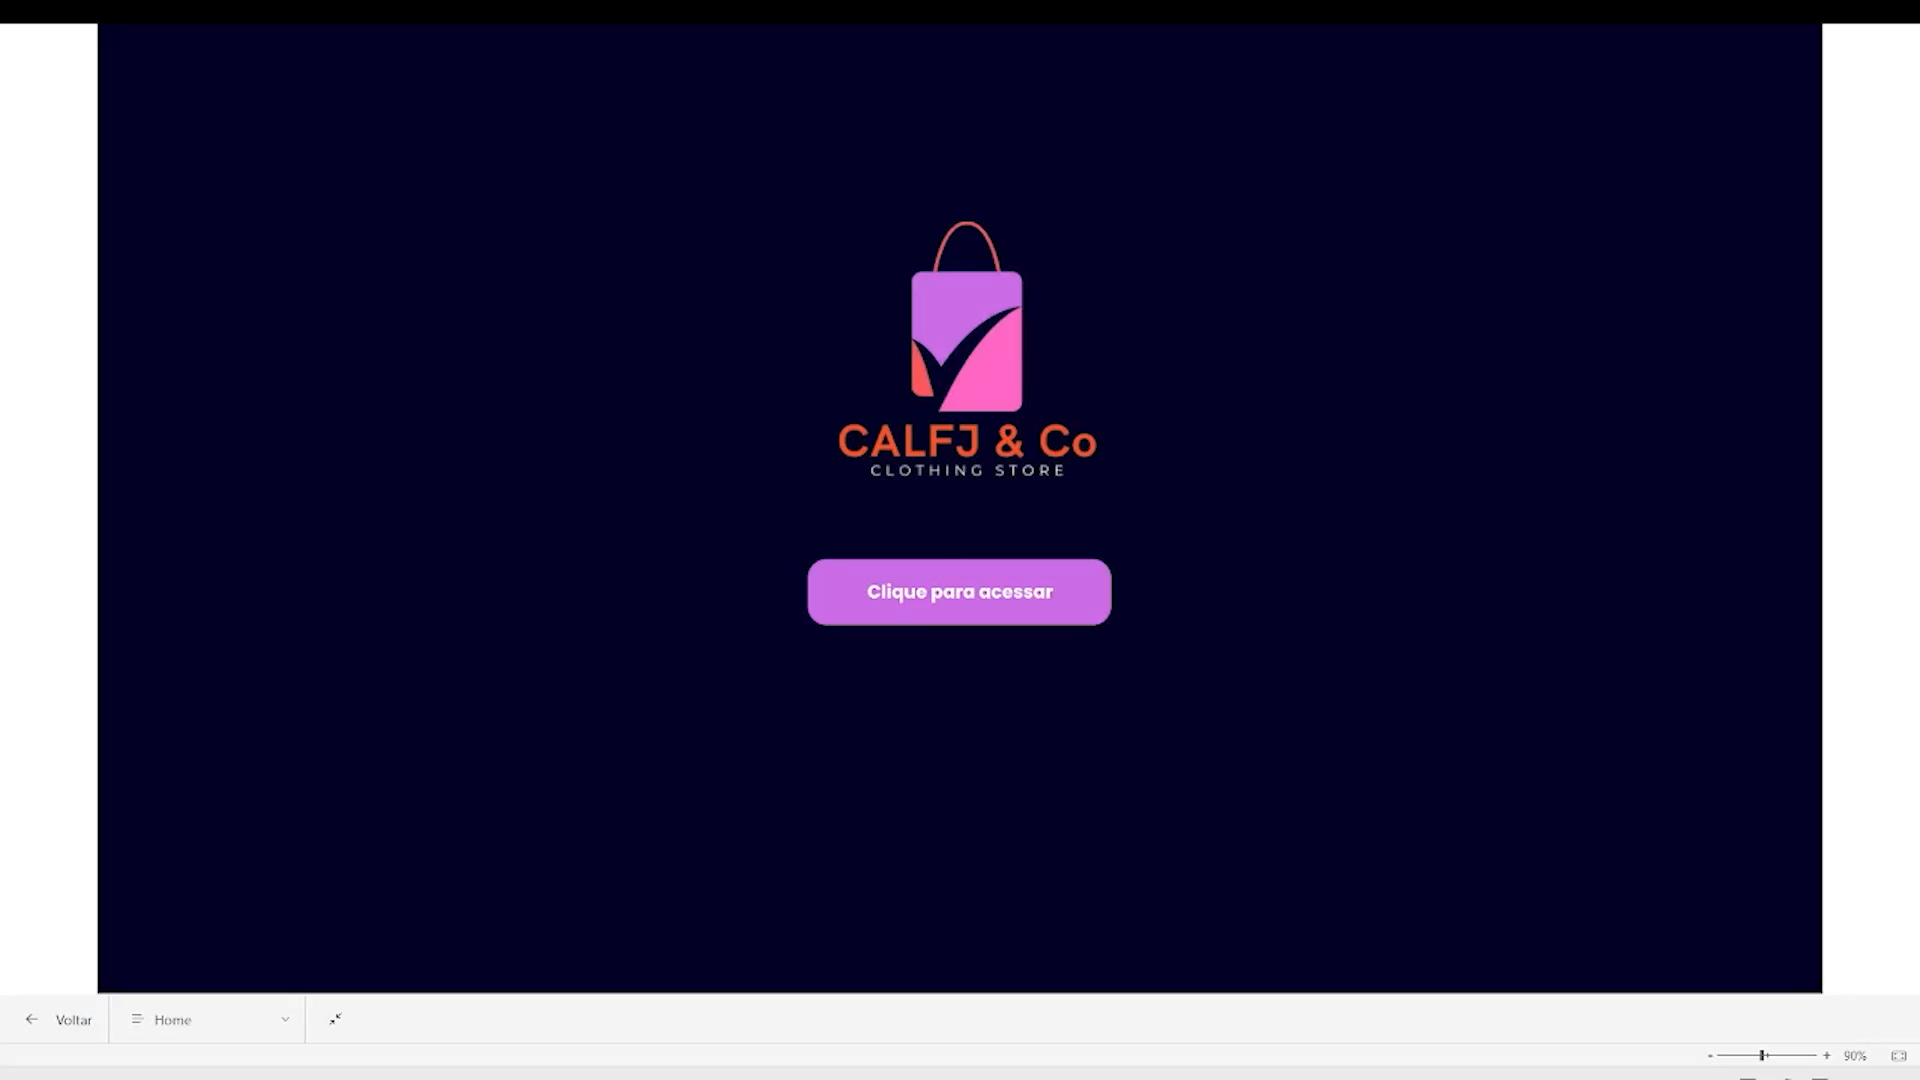 CALFJ & Co
CLOTHING STORE
Clique para acessar
Voltar
Home
- + 90%